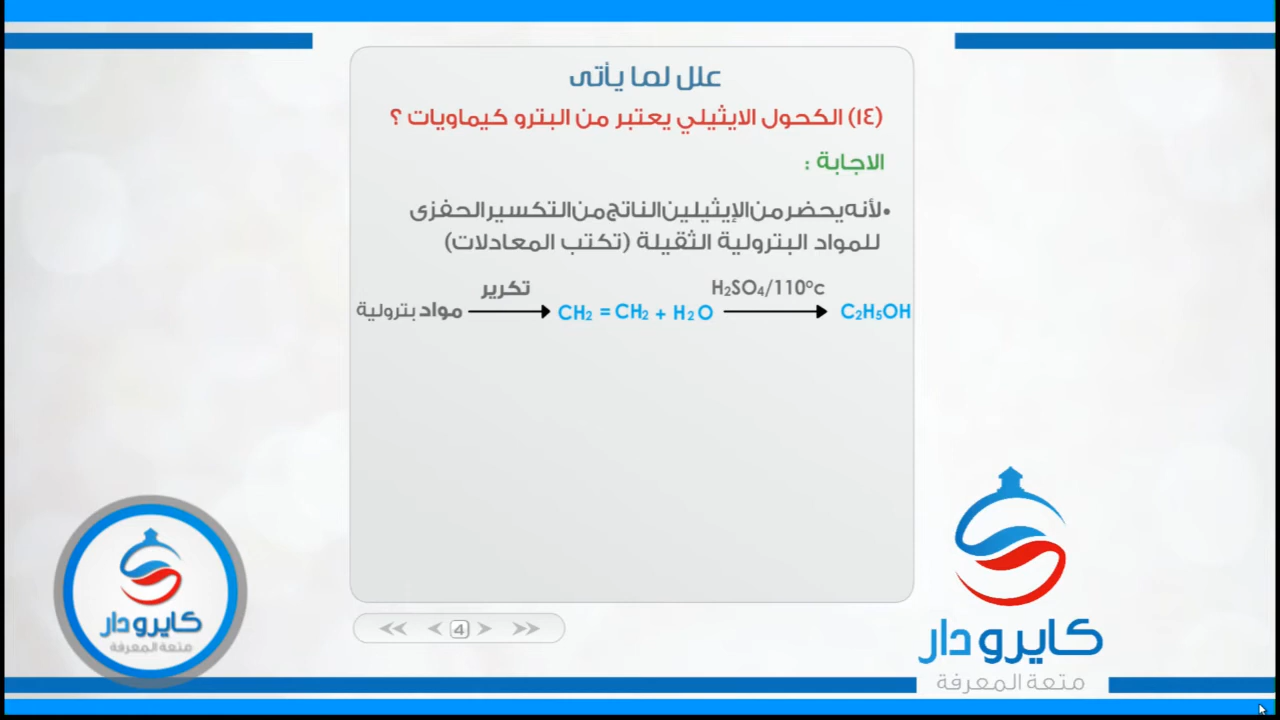 علل لما يأتى
(١٤) الكحول الايثيلي يعتبر من البترو كيماويات ؟
الاجابة :
•لأنه يحضر من الإيثيلين الناتج من التكسير الحفزى
للمواد البترولية الثقيلة (تكتب المعادلات)
مواد بترولية تكرير CH₂ = CH₂ + H₂O H₂SO₄/110°c C₂H₅OH
4
كايرو دار
متعة المعرفة
كايرو دار
متعة المعرفة